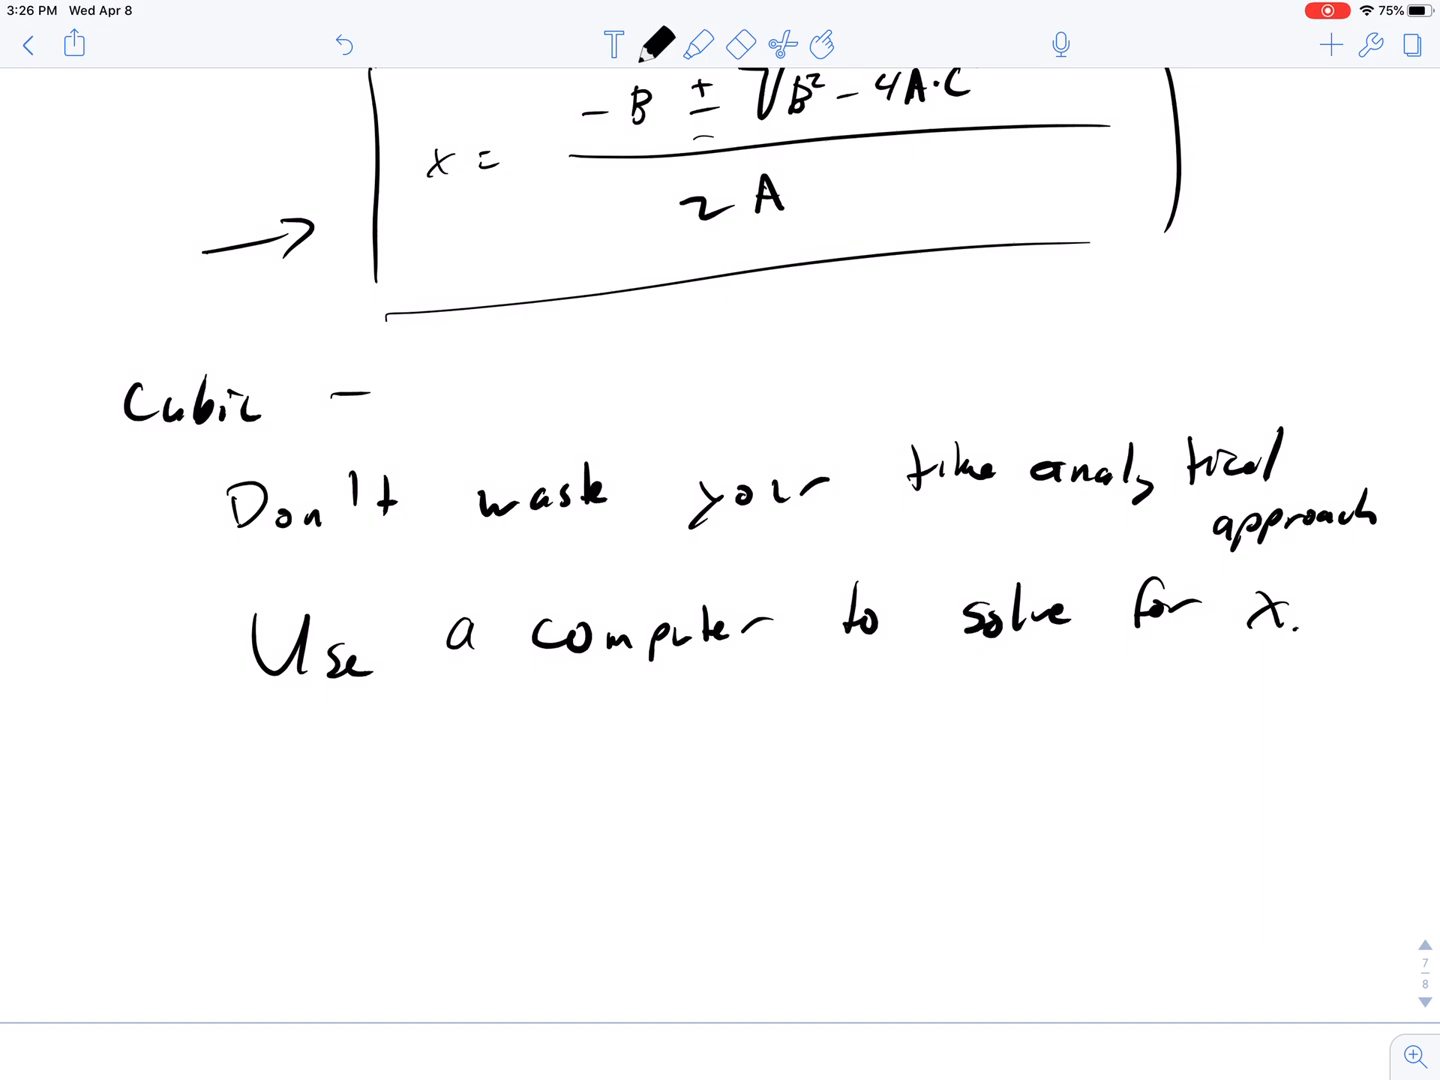 3:26 PM Wed Apr 8
75%
T
x = - B ± √B² - 4A·C
2 A
Cubic -
Don't waste your time analytical
approach
Use a computer to solve for x.
7
8